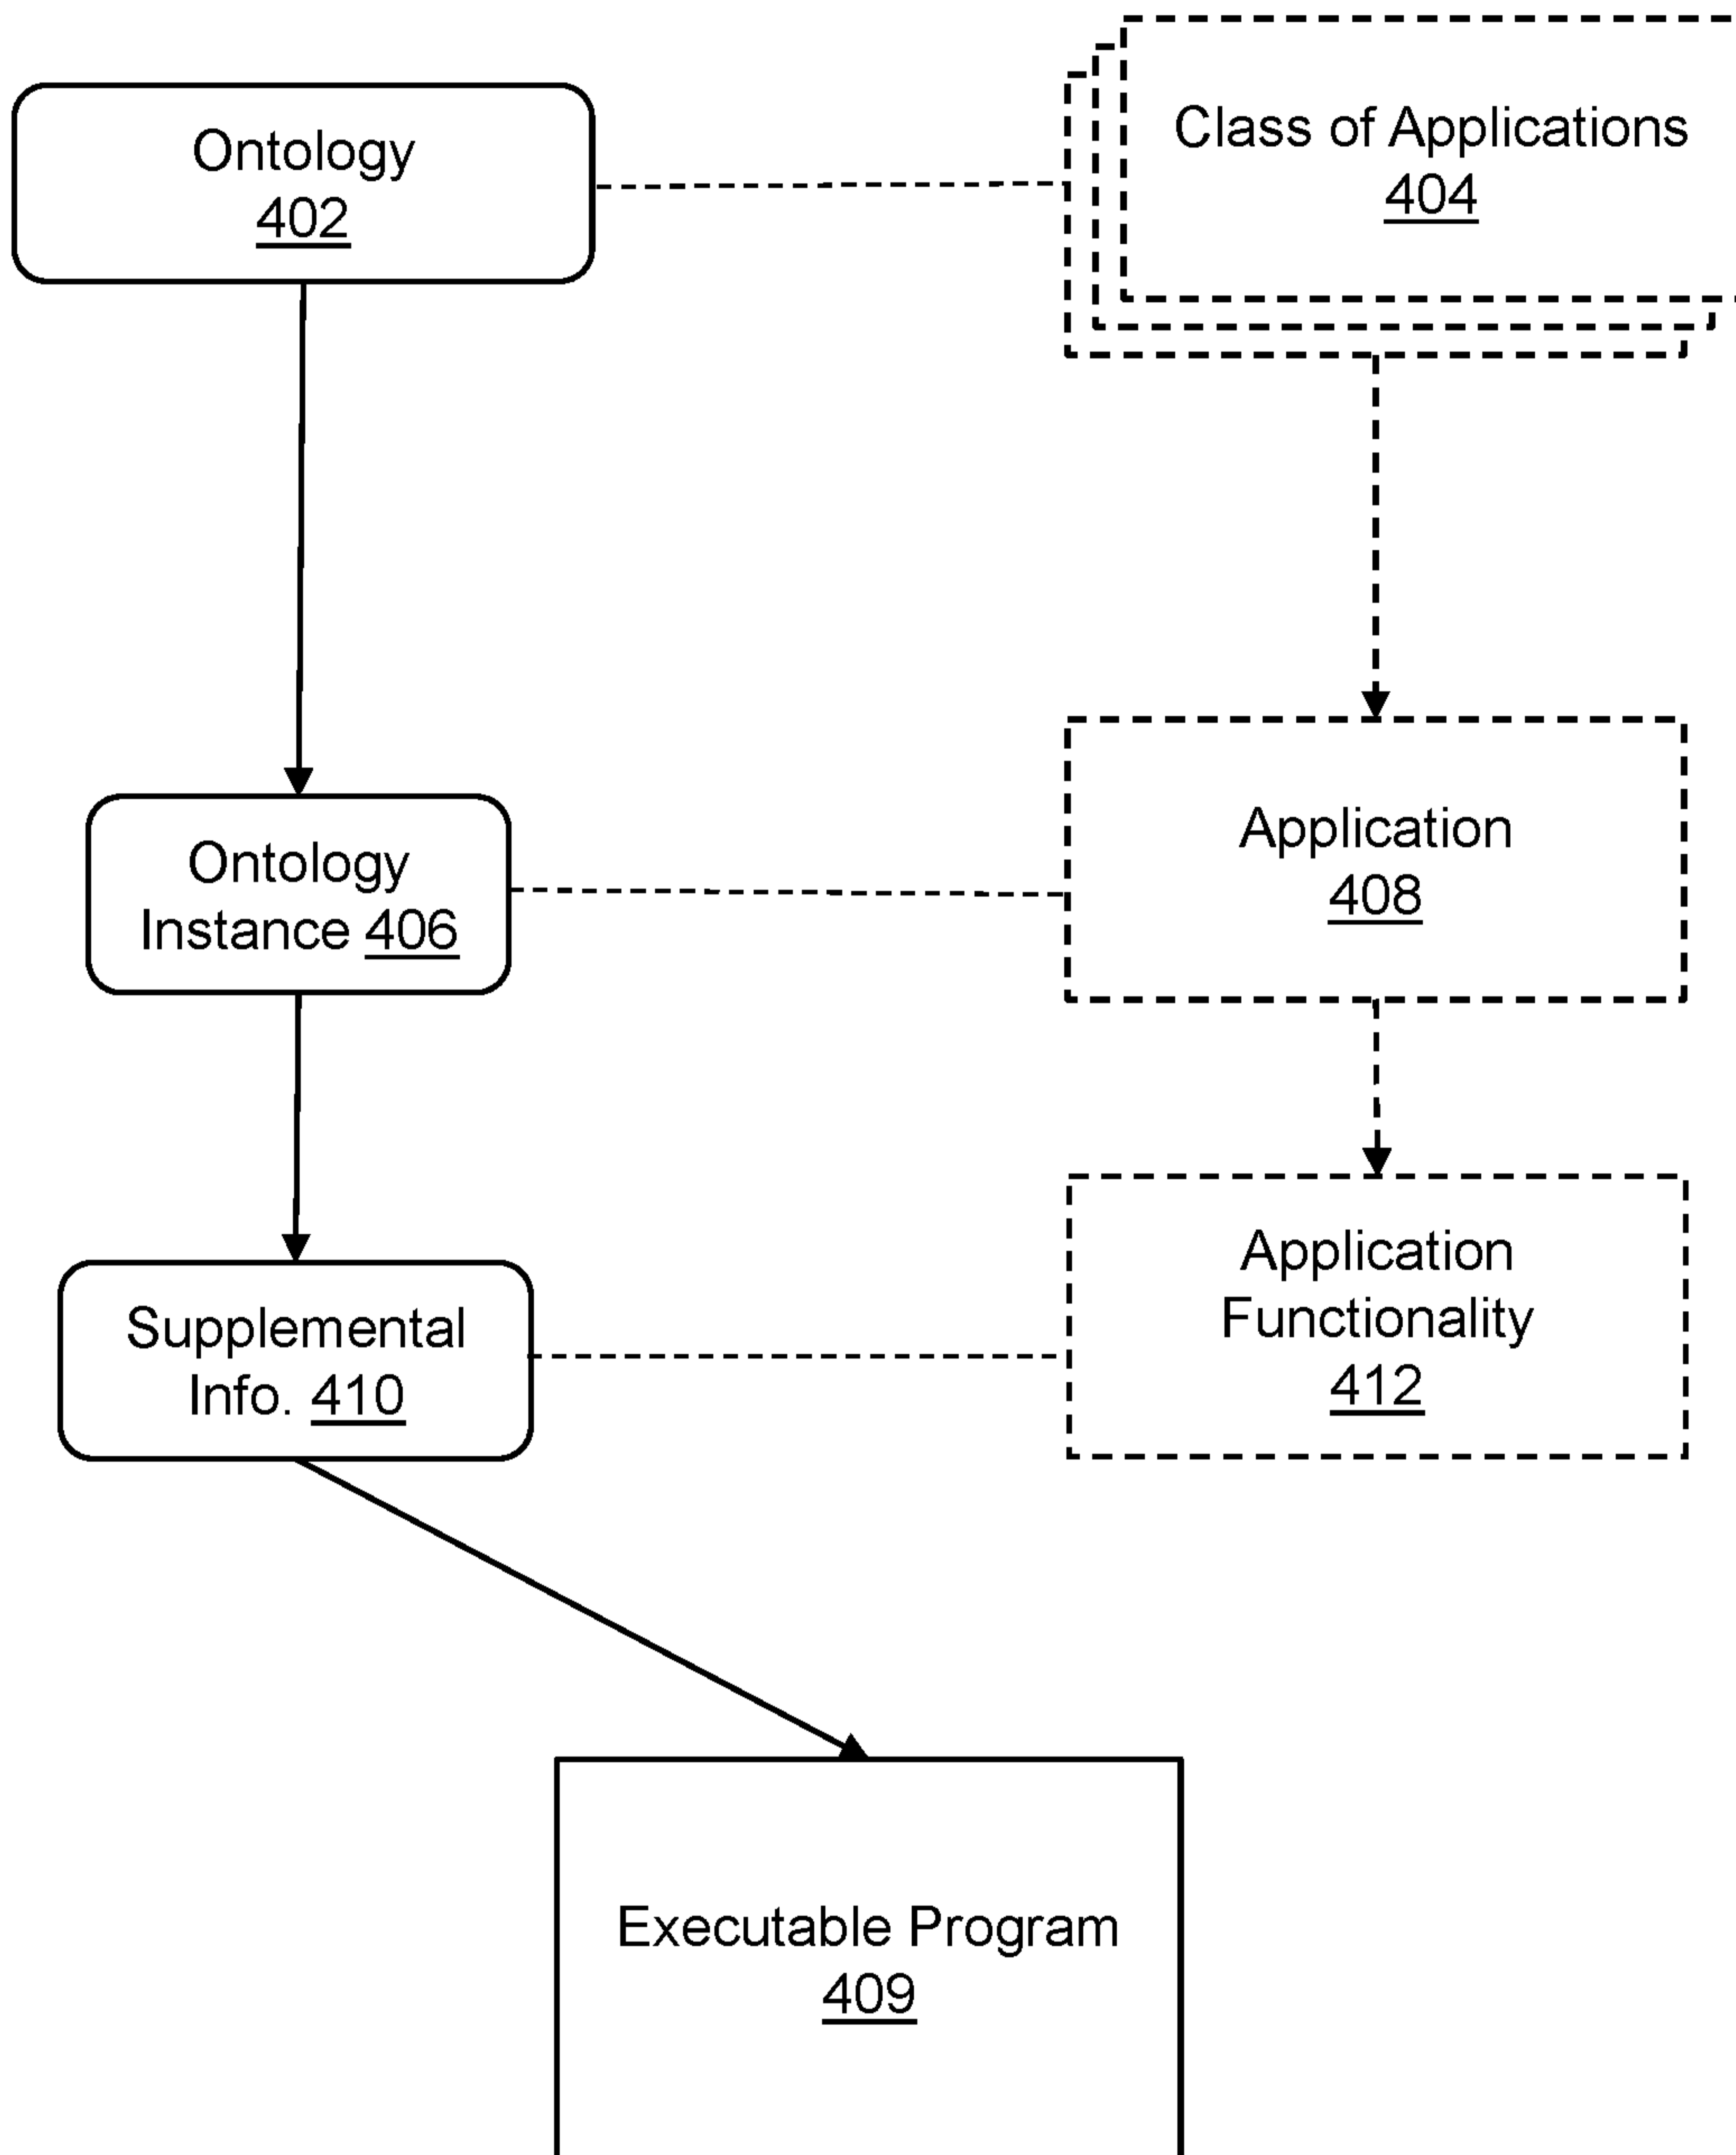 Ontology
402
Class of Applications
404
Ontology
Instance 406
Application
408
Supplemental
Info. 410
Application
Functionality
412
Executable Program
409